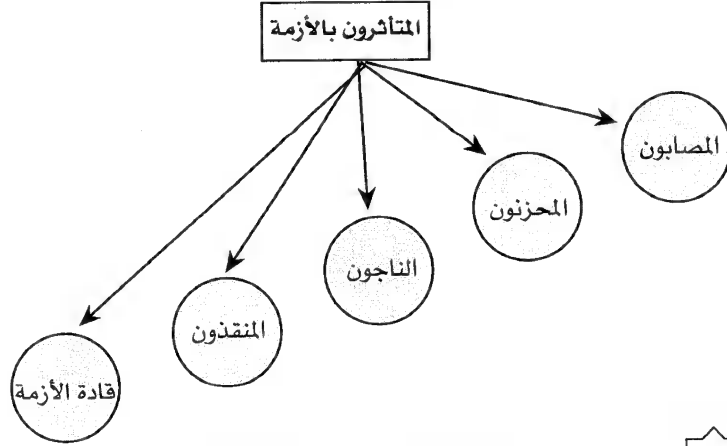 المتأثرون بالأزمة
المصابون
المحزنون
الناجون
المنقذون
قادة الأزمة